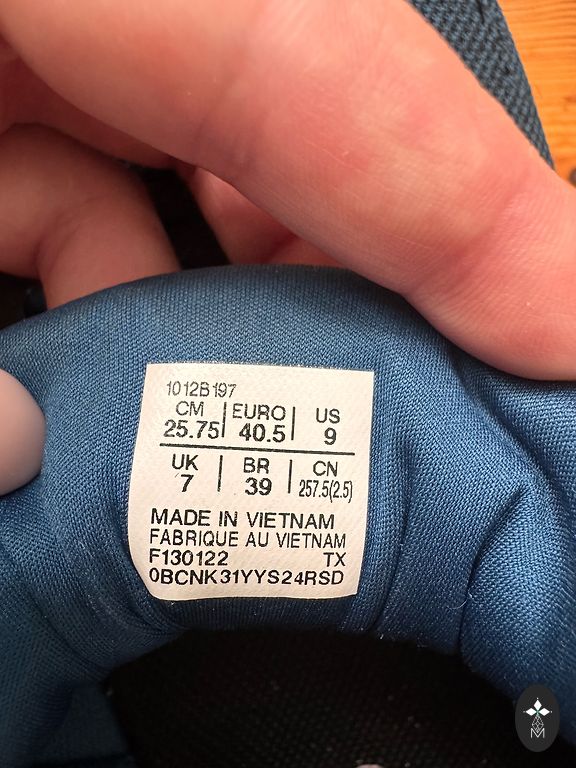 1012B197
CM | EURO | US
25.75 | 40.5 | 9
UK | BR | CN
7 | 39 | 257.5(2.5)
MADE IN VIETNAM
FABRIQUE AU VIETNAM
F130122 TX
0BCNK31YYS24RSD
M